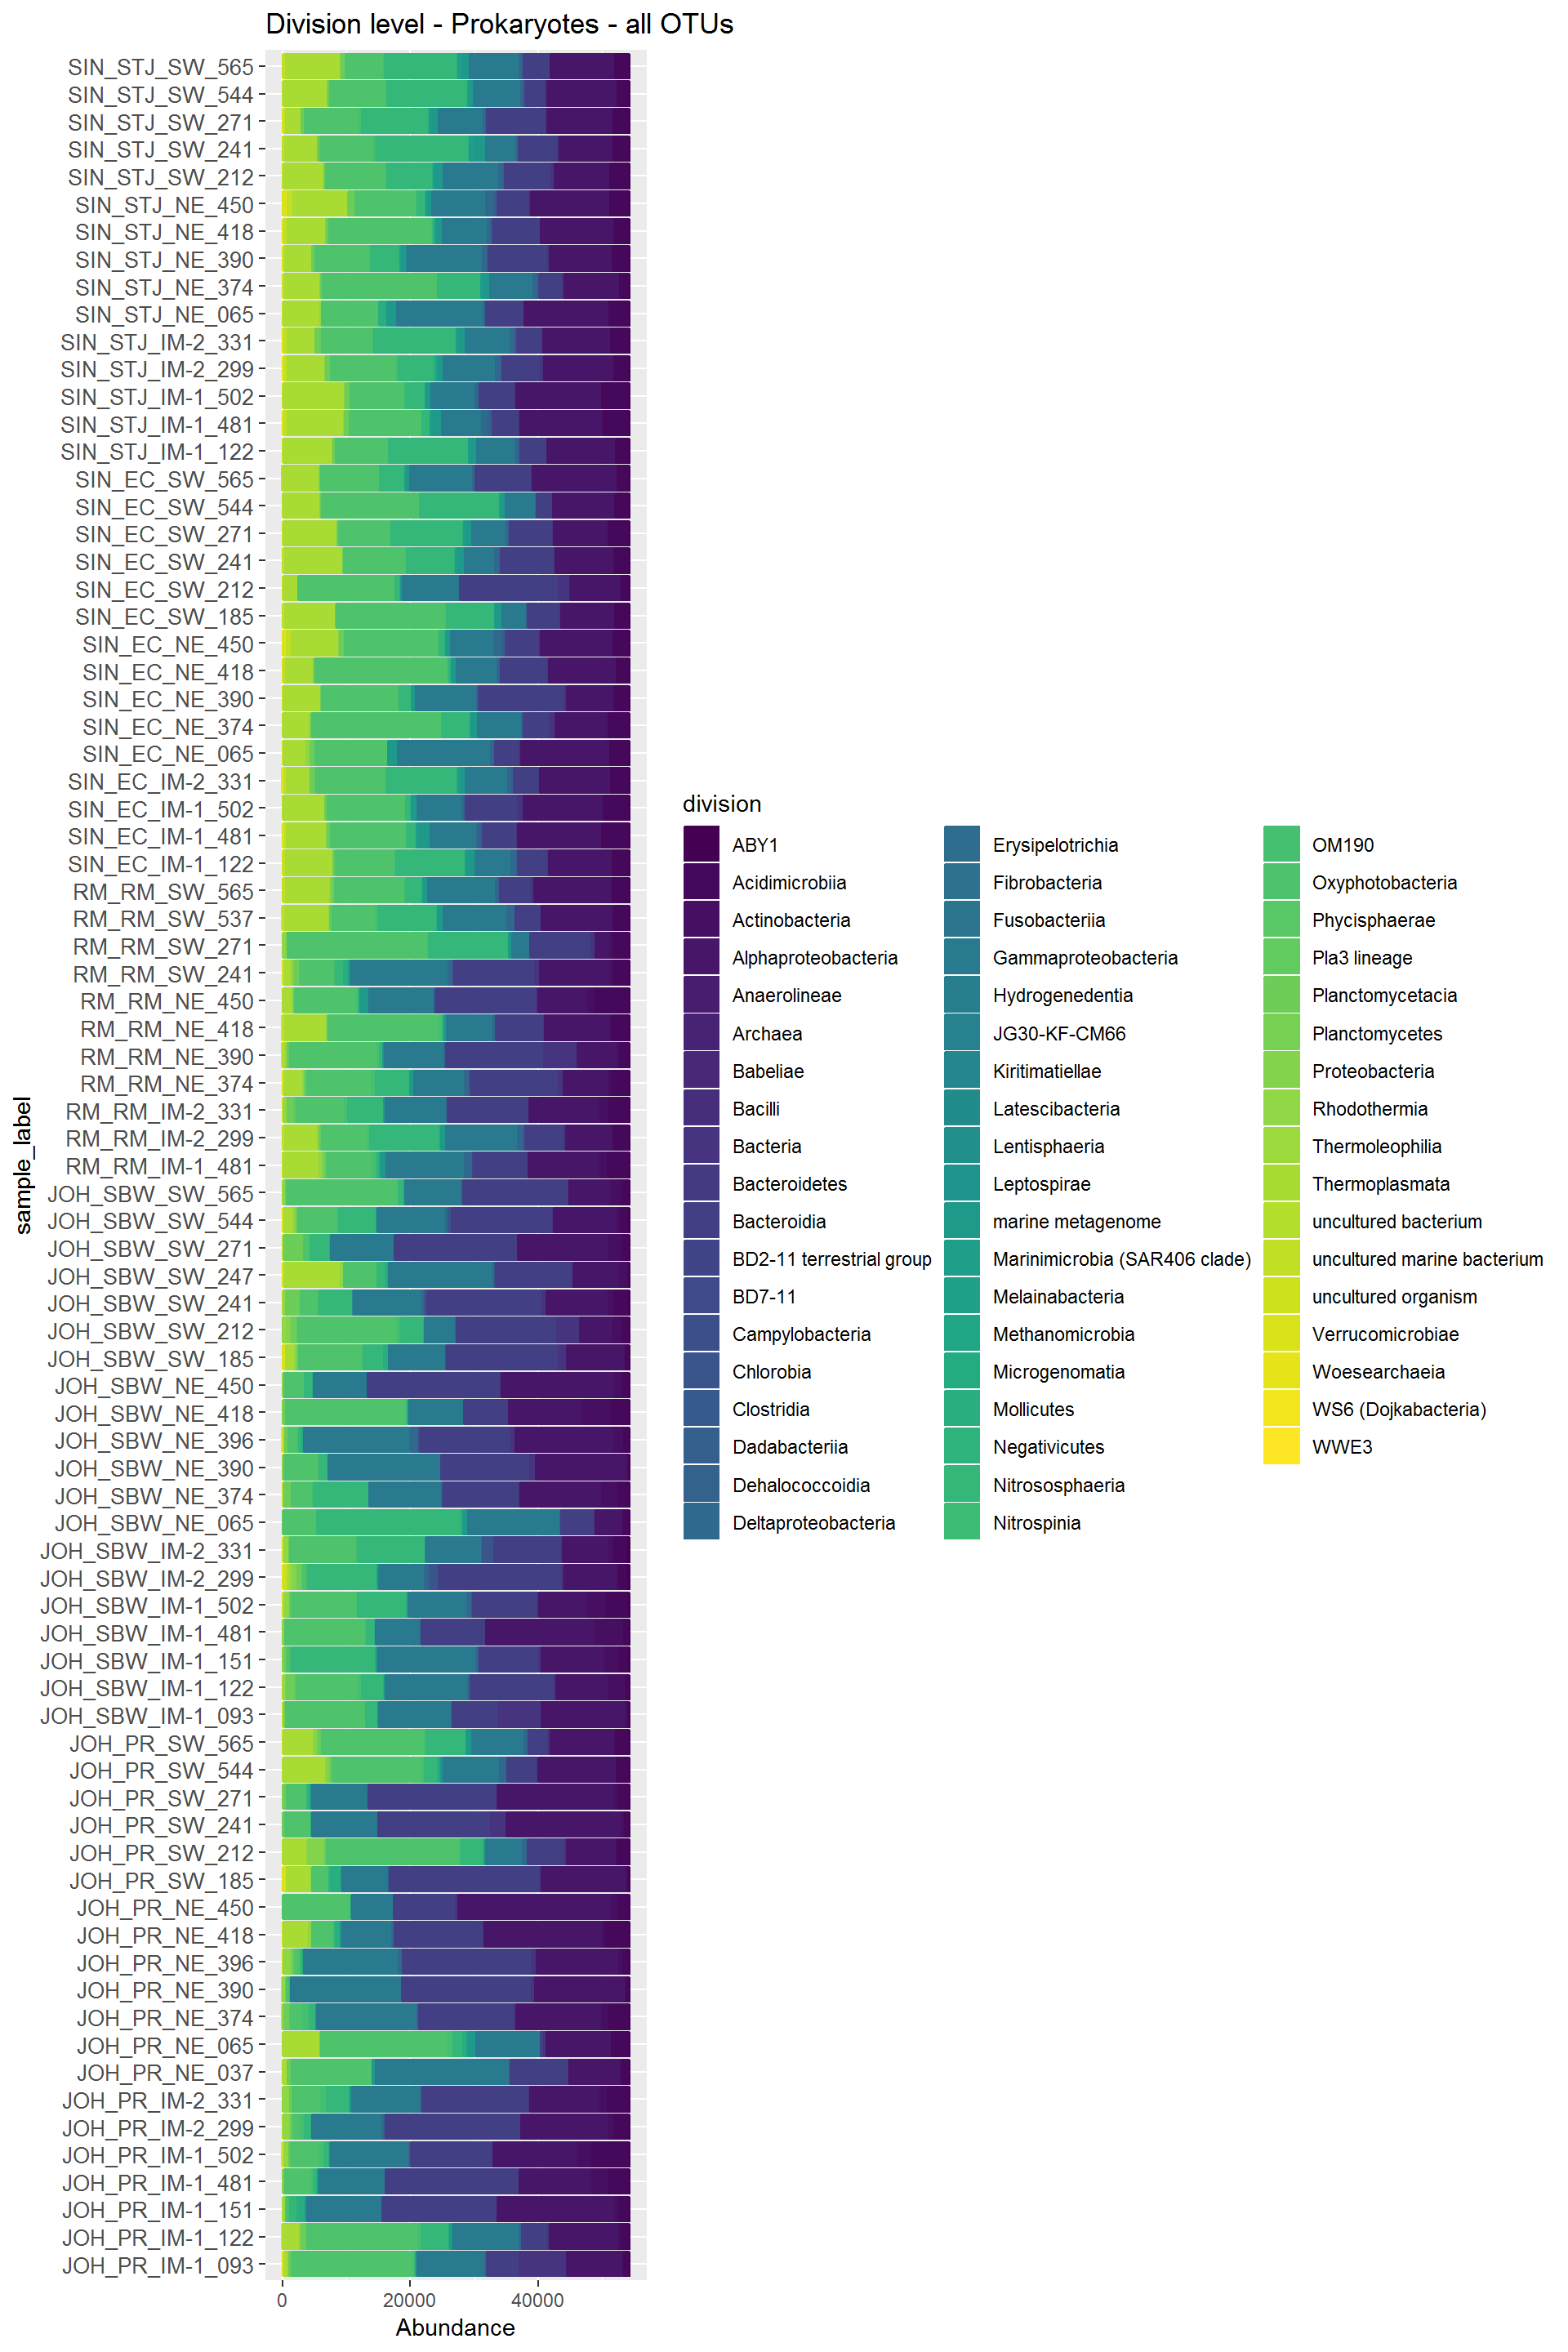 Division level - Prokaryotes - all OTUs
SIN_STJ_SW_565
SIN_STJ_SW_544
SIN_STJ_SW_271
SIN_STJ_SW_241
SIN_STJ_SW_212
SIN_STJ_NE_450
SIN_STJ_NE_418
SIN_STJ_NE_390
SIN_STJ_NE_374
SIN_STJ_NE_065
SIN_STJ_IM-2_331
SIN_STJ_IM-2_299
SIN_STJ_IM-1_502
SIN_STJ_IM-1_481
SIN_STJ_IM-1_122
SIN_EC_SW_565
SIN_EC_SW_544
SIN_EC_SW_271
SIN_EC_SW_241
SIN_EC_SW_212
SIN_EC_SW_185
SIN_EC_NE_450
SIN_EC_NE_418
SIN_EC_NE_390
SIN_EC_NE_374
SIN_EC_NE_065
SIN_EC_IM-2_331
SIN_EC_IM-1_502
SIN_EC_IM-1_481
SIN_EC_IM-1_122
RM_RM_SW_565
RM_RM_SW_537
RM_RM_SW_271
RM_RM_SW_241
RM_RM_NE_450
RM_RM_NE_418
RM_RM_NE_390
RM_RM_NE_374
RM_RM_IM-2_331
RM_RM_IM-2_299
RM_RM_IM-1_481
JOH_SBW_SW_565
JOH_SBW_SW_544
JOH_SBW_SW_271
JOH_SBW_SW_247
JOH_SBW_SW_241
JOH_SBW_SW_212
JOH_SBW_SW_185
JOH_SBW_NE_450
JOH_SBW_NE_418
JOH_SBW_NE_396
JOH_SBW_NE_390
JOH_SBW_NE_374
JOH_SBW_NE_065
JOH_SBW_IM-2_331
JOH_SBW_IM-2_299
JOH_SBW_IM-1_502
JOH_SBW_IM-1_481
JOH_SBW_IM-1_151
JOH_SBW_IM-1_122
JOH_SBW_IM-1_093
JOH_PR_SW_565
JOH_PR_SW_544
JOH_PR_SW_271
JOH_PR_SW_241
JOH_PR_SW_212
JOH_PR_SW_185
JOH_PR_NE_450
JOH_PR_NE_418
JOH_PR_NE_396
JOH_PR_NE_390
JOH_PR_NE_374
JOH_PR_NE_065
JOH_PR_NE_037
JOH_PR_IM-2_331
JOH_PR_IM-2_299
JOH_PR_IM-1_502
JOH_PR_IM-1_481
JOH_PR_IM-1_151
JOH_PR_IM-1_122
JOH_PR_IM-1_093
sample_label
0 20000 40000
Abundance
division
ABY1
Acidimicrobiia
Actinobacteria
Alphaproteobacteria
Anaerolineae
Archaea
Babeliae
Bacilli
Bacteria
Bacteroidetes
Bacteroidia
BD2-11 terrestrial group
BD7-11
Campylobacteria
Chlorobia
Clostridia
Dadabacteriia
Dehalococcoidia
Deltaproteobacteria
Erysipelotrichia
Fibrobacteria
Fusobacteriia
Gammaproteobacteria
Hydrogenedentia
JG30-KF-CM66
Kiritimatiellae
Latescibacteria
Lentisphaeria
Leptospirae
marine metagenome
Marinimicrobia (SAR406 clade)
Melainabacteria
Methanomicrobia
Microgenomatia
Mollicutes
Negativicutes
Nitrososphaeria
Nitrospinia
OM190
Oxyphotobacteria
Phycisphaerae
Pla3 lineage
Planctomycetacia
Planctomycetes
Proteobacteria
Rhodothermia
Thermoleophilia
Thermoplasmata
uncultured bacterium
uncultured marine bacterium
uncultured organism
Verrucomicrobiae
Woesearchaeia
WS6 (Dojkabacteria)
WWE3